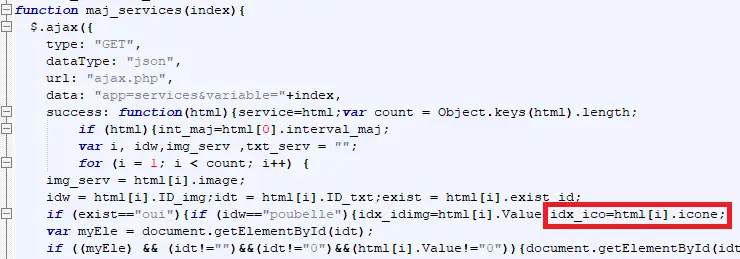 function maj_services(index){
$.ajax({
type: "GET",
dataType: "json",
url: "ajax.php",
data: "app=services&variable="+index,
success: function(html){service=html;var count = Object.keys(html).length;
if (html){int_maj=html[0].interval_maj;
var i, idw,img_serv ,txt_serv = "";
for (i = 1; i < count; i++) {
img_serv = html[i].image;
idw = html[i].ID_img;idt = html[i].ID_txt;exist = html[i].exist_id;
if (exist=="oui"){if (idw=="poubelle"){idx_idimg=html[i].Value idx_ico=html[i].icone;
var myEle = document.getElementById(idt);
if ((myEle) && (idt!="")&&(idt!="0")&&(html[i].Value!="0")){document.getElementById(idt